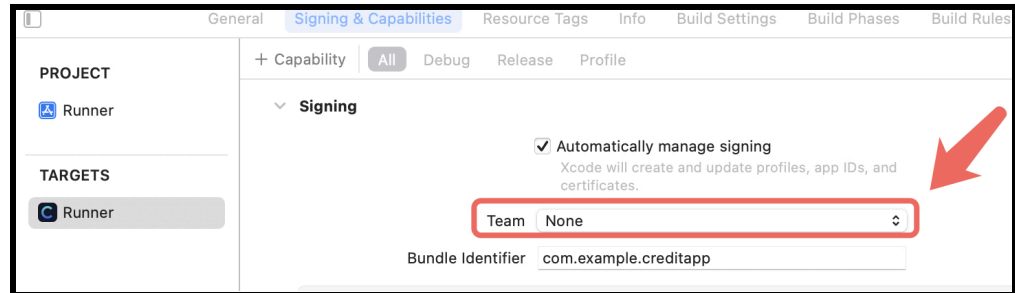 General Signing & Capabilities Resource Tags Info Build Settings Build Phases Build Rules
+ Capability All Debug Release Profile
PROJECT
Runner
TARGETS
Runner
Signing
Automatically manage signing
Xcode will create and update profiles, app IDs, and
certificates.
Team None
Bundle Identifier com.example.creditapp